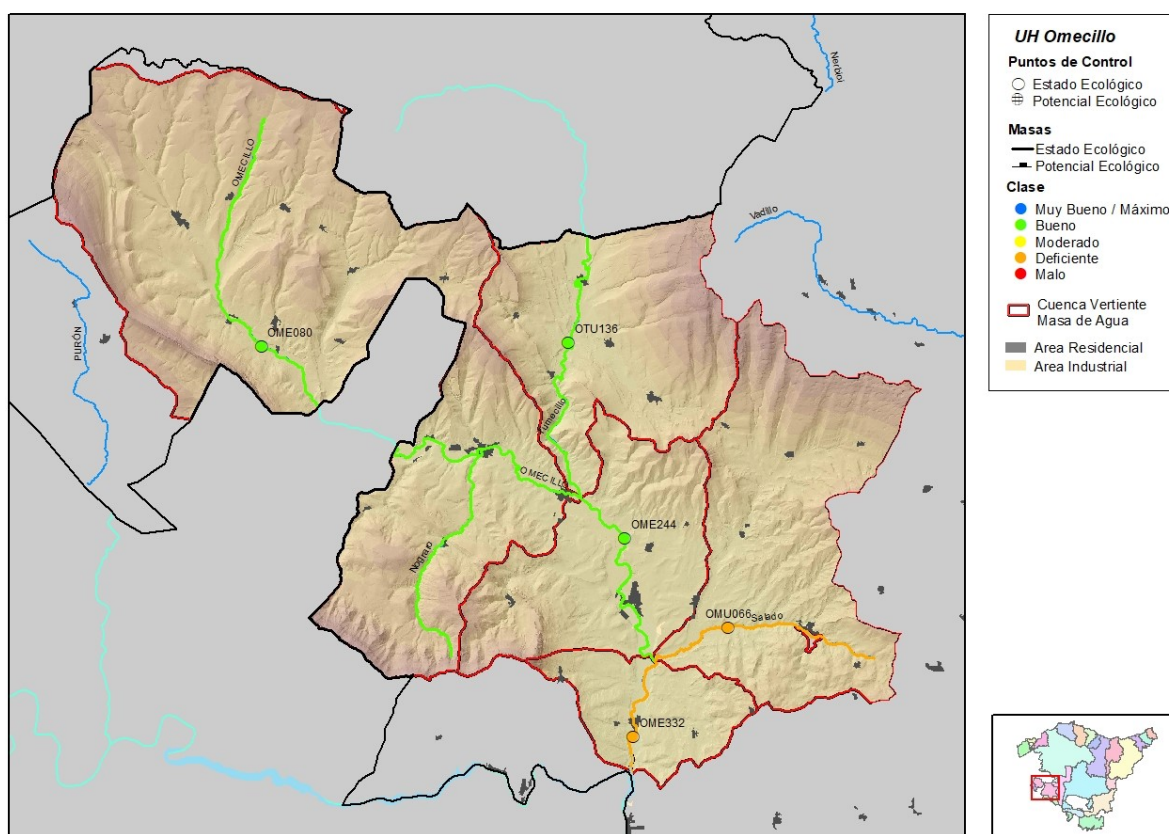 Nerbioi
OMECILLO
Vadillo
PURÓN
OME080
OTU136
Tumecillo
OMECILLO
OME244
Nograro
OMU066
Salado
OME332
UH Omecillo
Puntos de Control
Estado Ecológico
Potencial Ecológico
Masas
Estado Ecológico
Potencial Ecológico
Clase
Muy Bueno / Máximo
Bueno
Moderado
Deficiente
Malo
Cuenca Vertiente
Masa de Agua
Area Residencial
Area Industrial